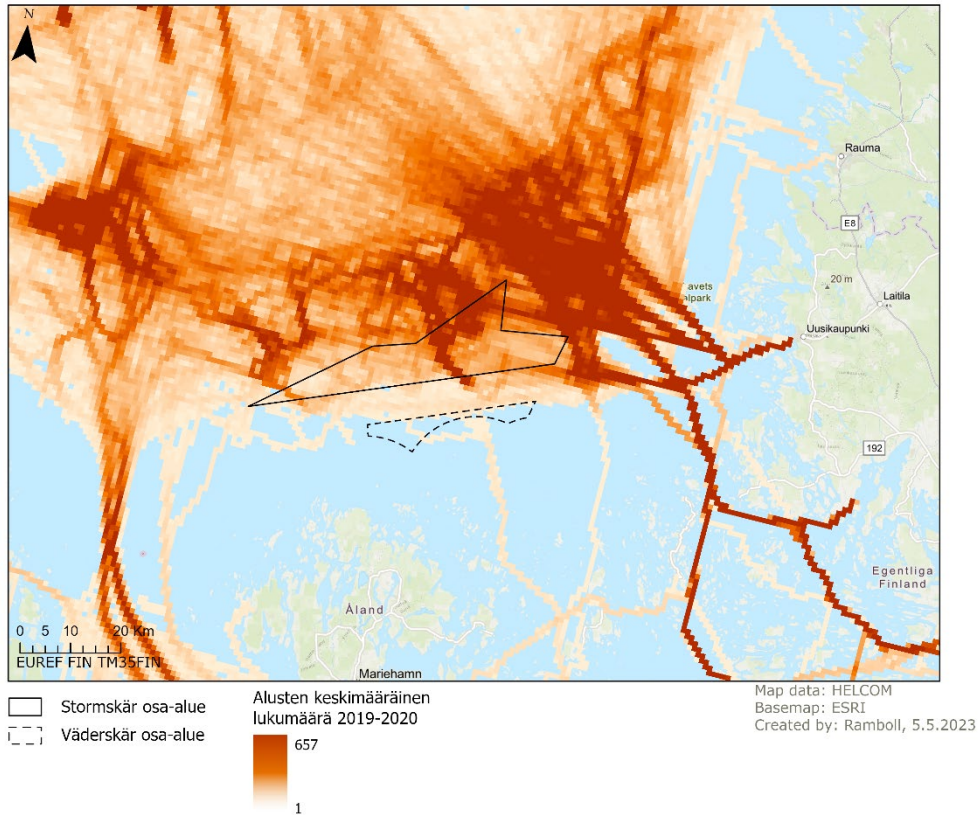 N
Rauma
E8
avets
alpark
20 m
Laitila
Uusikaupunki
192
Egentliga
Finland
Åland
0 5 10 20 Km
EUREF FIN TM35FIN
Mariehamn
Stormskär osa-alue
Väderskär osa-alue
Alusten keskimääräinen
lukumäärä 2019-2020
657
1
Map data: HELCOM
Basemap: ESRI
Created by: Ramboll, 5.5.2023